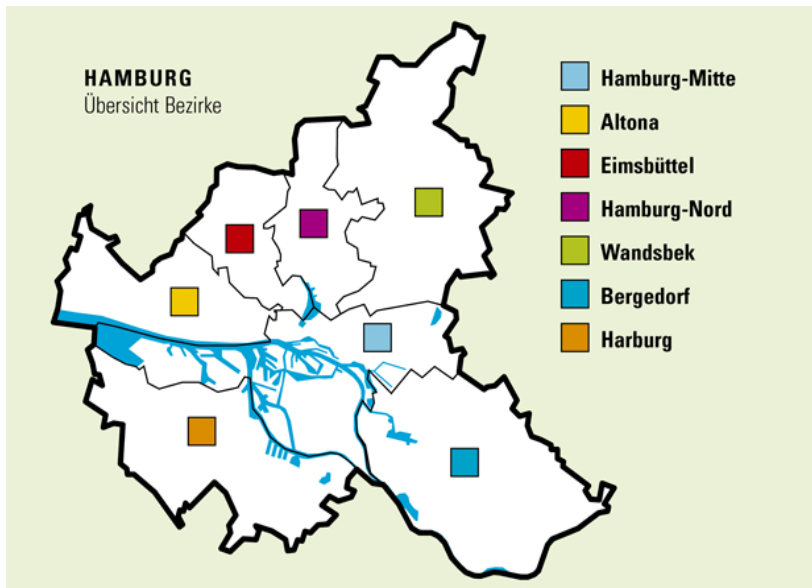 HAMBURG
Übersicht Bezirke
Hamburg-Mitte
Altona
Eimsbüttel
Hamburg-Nord
Wandsbek
Bergedorf
Harburg